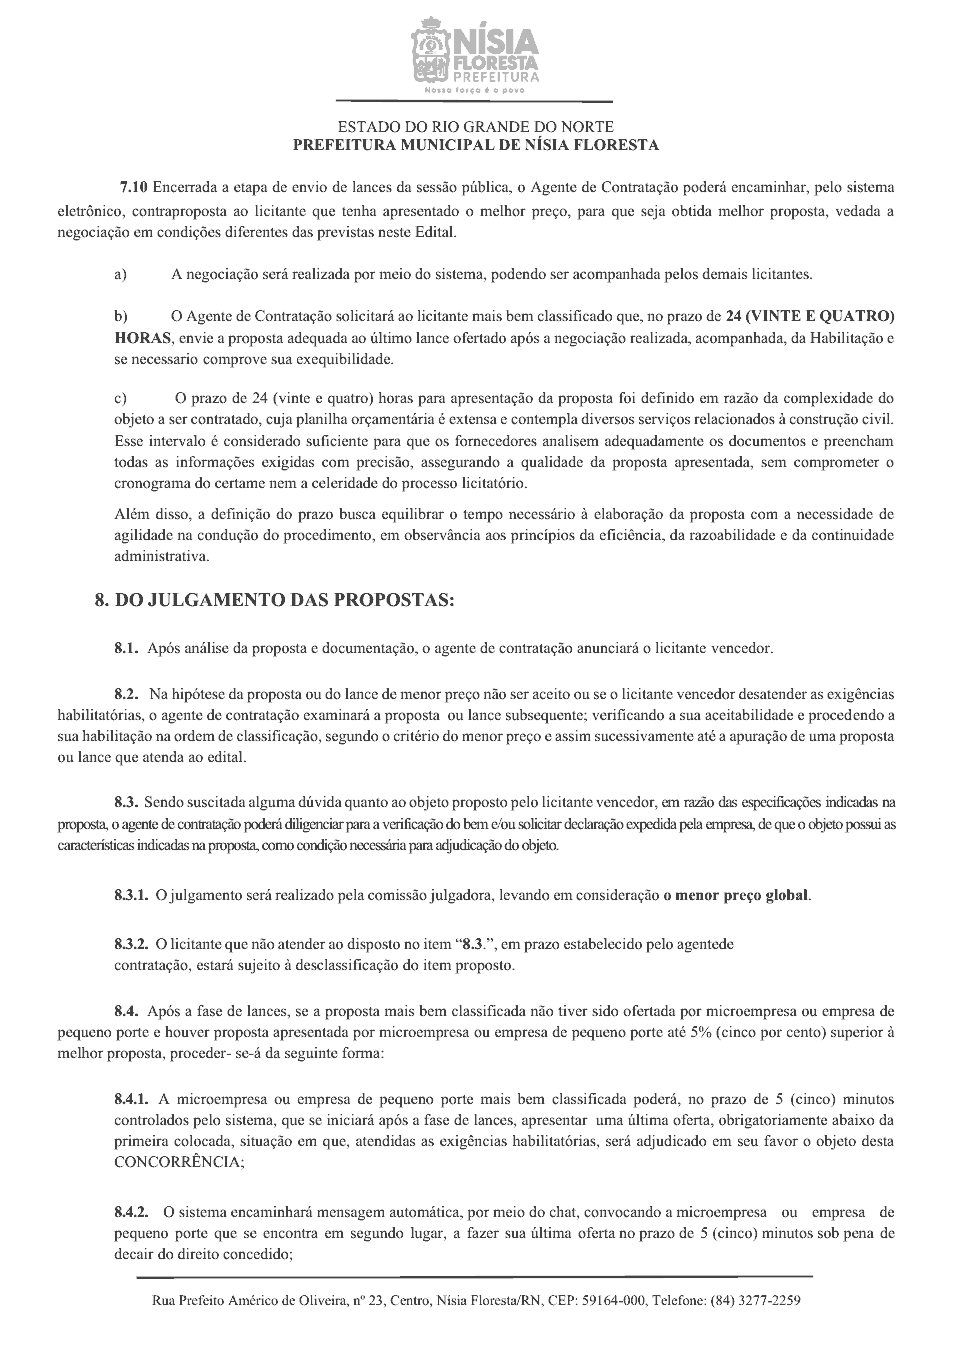 NÍSIA
FLORESTA
PREFEITURA
Nossa força é o povo
ESTADO DO RIO GRANDE DO NORTE
PREFEITURA MUNICIPAL DE NÍSIA FLORESTA
7.10 Encerrada a etapa de envio de lances da sessão pública, o Agente de Contratação poderá encaminhar, pelo sistema
eletrônico, contraproposta ao licitante que tenha apresentado o melhor preço, para que seja obtida melhor proposta, vedada a
negociação em condições diferentes das previstas neste Edital.
a) A negociação será realizada por meio do sistema, podendo ser acompanhada pelos demais licitantes.
b) O Agente de Contratação solicitará ao licitante mais bem classificado que, no prazo de 24 (VINTE E QUATRO)
HORAS, envie a proposta adequada ao último lance ofertado após a negociação realizada, acompanhada, da Habilitação e
se necessario comprove sua exequibilidade.
c) O prazo de 24 (vinte e quatro) horas para apresentação da proposta foi definido em razão da complexidade do
objeto a ser contratado, cuja planilha orçamentária é extensa e contempla diversos serviços relacionados à construção civil.
Esse intervalo é considerado suficiente para que os fornecedores analisem adequadamente os documentos e preencham
todas as informações exigidas com precisão, assegurando a qualidade da proposta apresentada, sem comprometer o
cronograma do certame nem a celeridade do processo licitatório.
Além disso, a definição do prazo busca equilibrar o tempo necessário à elaboração da proposta com a necessidade de
agilidade na condução do procedimento, em observância aos princípios da eficiência, da razoabilidade e da continuidade
administrativa.
8. DO JULGAMENTO DAS PROPOSTAS:
8.1. Após análise da proposta e documentação, o agente de contratação anunciará o licitante vencedor.
8.2. Na hipótese da proposta ou do lance de menor preço não ser aceito ou se o licitante vencedor desatender as exigências
habilitatórias, o agente de contratação examinará a proposta ou lance subsequente; verificando a sua aceitabilidade e procedendo a
sua habilitação na ordem de classificação, segundo o critério do menor preço e assim sucessivamente até a apuração de uma proposta
ou lance que atenda ao edital.
8.3. Sendo suscitada alguma dúvida quanto ao objeto proposto pelo licitante vencedor, em razão das especificações indicadas na
proposta, o agente de contratação poderá diligenciar para a verificação do bem e/ou solicitar declaração expedida pela empresa, de que o objeto possui as
características indicadas na proposta, como condição necessária para adjudicação do objeto.
8.3.1. O julgamento será realizado pela comissão julgadora, levando em consideração o menor preço global.
8.3.2. O licitante que não atender ao disposto no item “8.3.”, em prazo estabelecido pelo agentede
contratação, estará sujeito à desclassificação do item proposto.
8.4. Após a fase de lances, se a proposta mais bem classificada não tiver sido ofertada por microempresa ou empresa de
pequeno porte e houver proposta apresentada por microempresa ou empresa de pequeno porte até 5% (cinco por cento) superior à
melhor proposta, proceder- se-á da seguinte forma:
8.4.1. A microempresa ou empresa de pequeno porte mais bem classificada poderá, no prazo de 5 (cinco) minutos
controlados pelo sistema, que se iniciará após a fase de lances, apresentar uma última oferta, obrigatoriamente abaixo da
primeira colocada, situação em que, atendidas as exigências habilitatórias, será adjudicado em seu favor o objeto desta
CONCORRÊNCIA;
8.4.2. O sistema encaminhará mensagem automática, por meio do chat, convocando a microempresa ou empresa de
pequeno porte que se encontra em segundo lugar, a fazer sua última oferta no prazo de 5 (cinco) minutos sob pena de
decair do direito concedido;
Rua Prefeito Américo de Oliveira, nº 23, Centro, Nísia Floresta/RN, CEP: 59164-000, Telefone: (84) 3277-2259